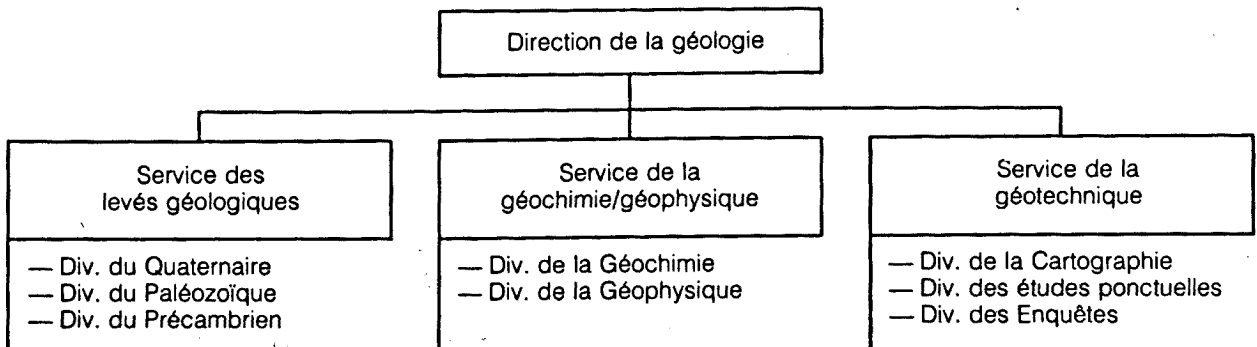 Direction de la géologie
Service des
levés géologiques
— Div. du Quaternaire
— Div. du Paléozoïque
— Div. du Précambrien
Service de la
géochimie/géophysique
— Div. de la Géochimie
— Div. de la Géophysique
Service de la
géotechnique
— Div. de la Cartographie
— Div. des études ponctuelles
— Div. des Enquêtes